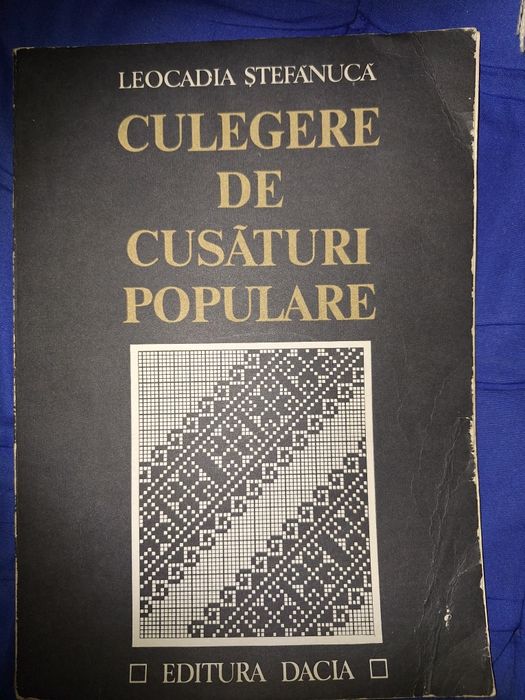 LEOCADIA ȘTEFĂNUCĂ
CULEGERE
DE
CUSĂTURI
POPULARE
EDITURA DACIA